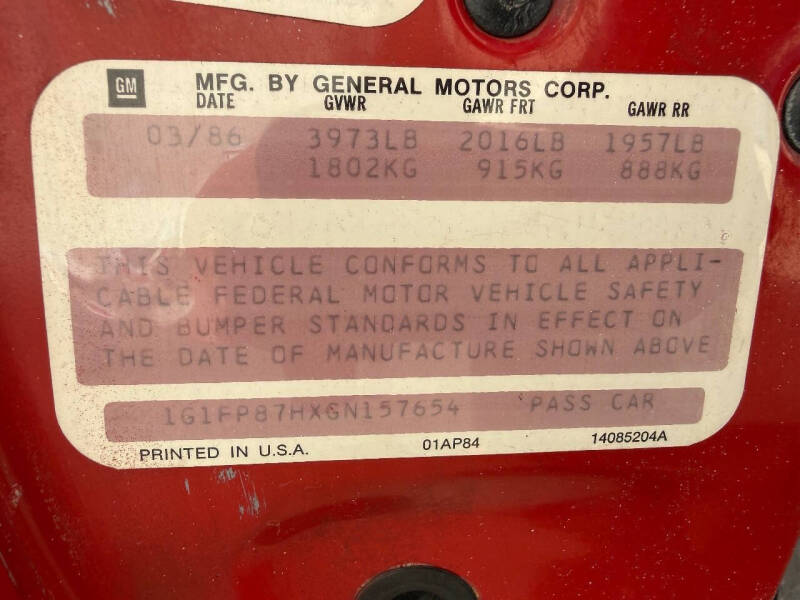 GM
MFG. BY GENERAL MOTORS CORP.
DATE GVWR GAWR FRT GAWR RR
03/86 3973LB 2016LB 1957LB
1802KG 915KG 888KG
THIS VEHICLE CONFORMS TO ALL APPLI-
CABLE FEDERAL MOTOR VEHICLE SAFETY
AND BUMPER STANDARDS IN EFFECT ON
THE DATE OF MANUFACTURE SHOWN ABOVE
1G1FP87HXGN157654 PASS CAR
PRINTED IN U.S.A. 01AP84 14085204A